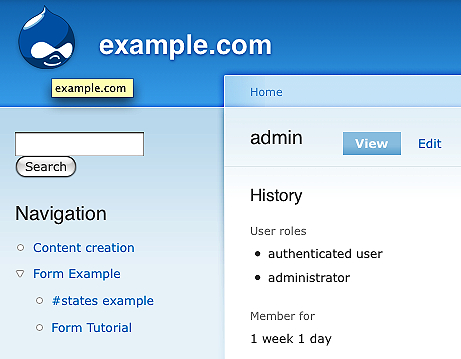 example.com
example.com
Search
Navigation
Content creation
Form Example
#states example
Form Tutorial
Home
admin
View Edit
History
User roles
authenticated user
administrator
Member for
1 week 1 day